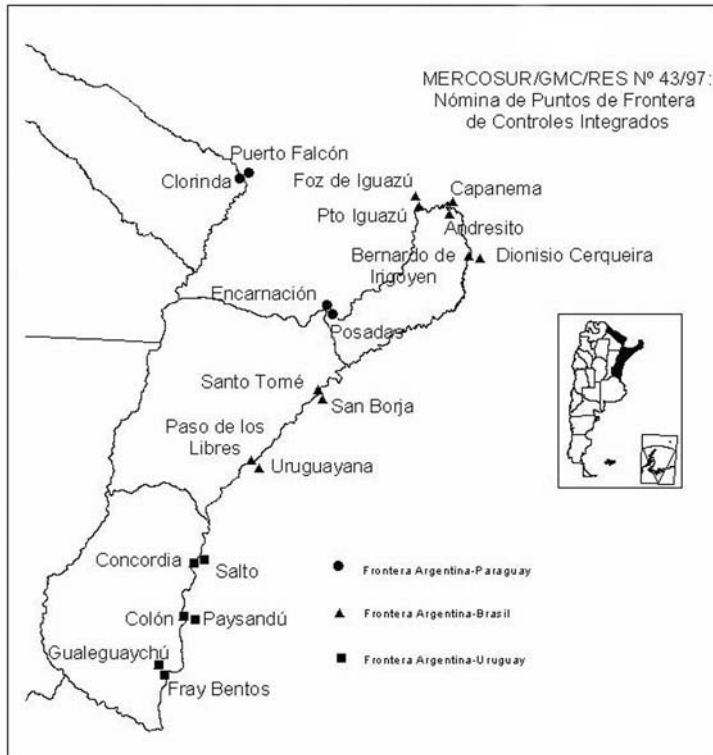 MERCOSUR/GMC/RES Nº 43/97:
Nómina de Puntos de Frontera
de Controles Integrados
Puerto Falcón
Clorinda
Foz de Iguazú
Capanema
Pto Iguazú
Andresito
Bernardo de
Irigoyen
Dionisio Cerqueira
Encarnación
Posadas
Santo Tomé
San Borja
Paso de los
Libres
Uruguayana
Concordia
Salto
Colón
Paysandú
Gualeguaychú
Fray Bentos
Frontera Argentina-Paraguay
Frontera Argentina-Brasil
Frontera Argentina-Uruguay